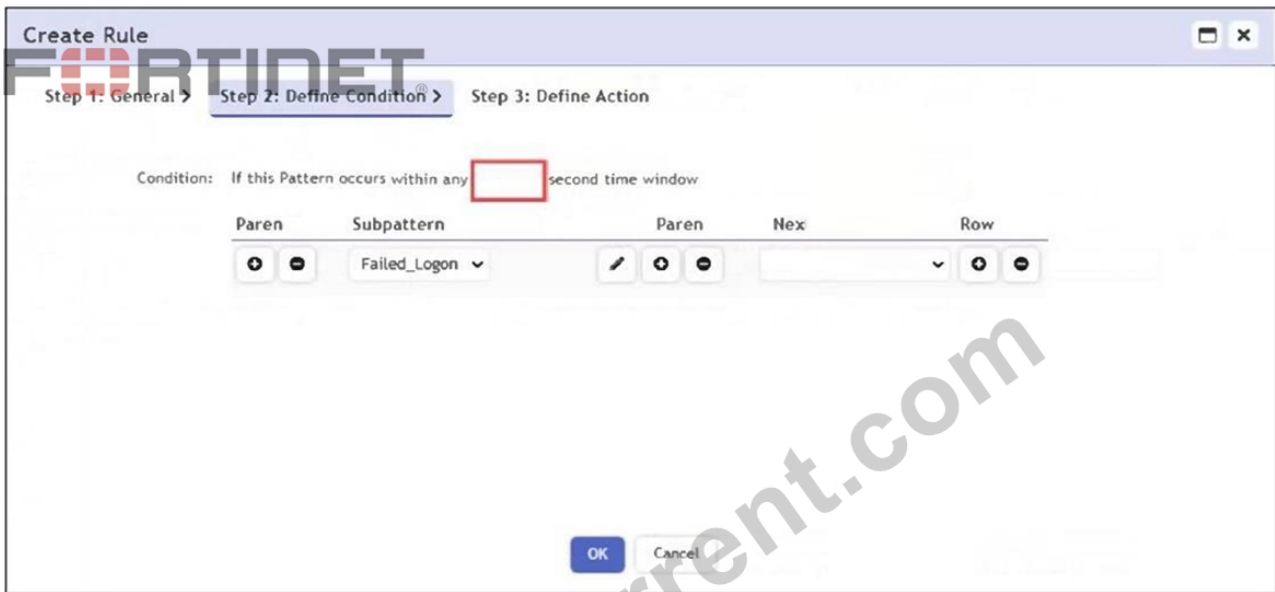 Create Rule
FORTINET®
Step 1: General > Step 2: Define Condition > Step 3: Define Action
Condition: If this Pattern occurs within any second time window
Paren Subpattern Paren Nex Row
Failed_Logon
OK Cancel
rent.com